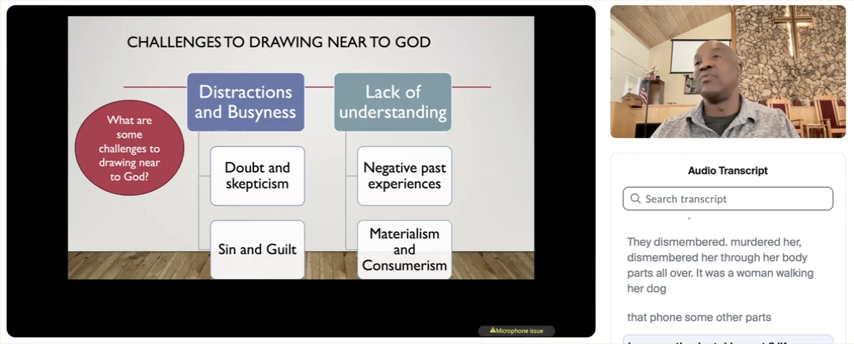 CHALLENGES TO DRAWING NEAR TO GOD
What are
some
challenges to
drawing near
to God?
Distractions
and Busyness
Doubt and
skepticism
Sin and Guilt
Lack of
understanding
Negative past
experiences
Materialism
and
Consumerism
Microphone issue
Audio Transcript
Search transcript
They dismembered. murdered her,
dismembered her through her body
parts all over. It was a woman walking
her dog
that phone some other parts